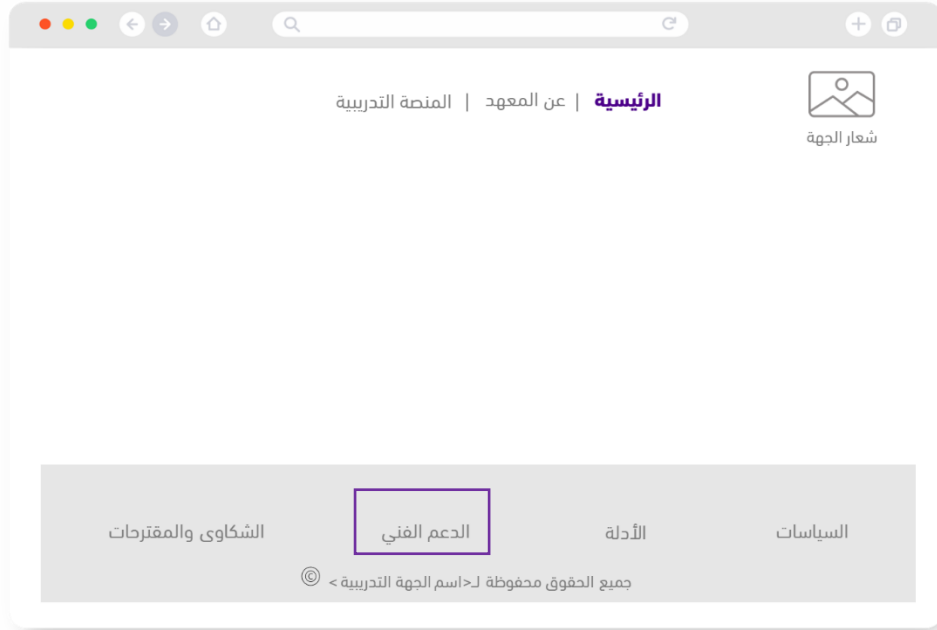 الرئيسية | عن المعهد | المنصة التدريبية
شعار الجهة
السياسات الأدلة الدعم الفني الشكاوى والمقترحات
جميع الحقوق محفوظة لـ<اسم الجهة التدريبية> ©